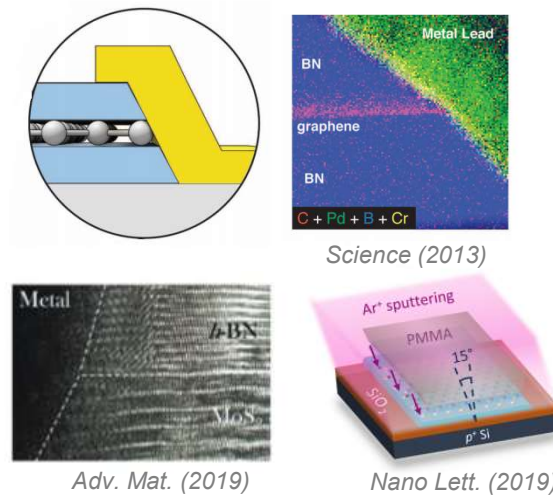 Metal Lead
BN
graphene
BN
C + Pd + B + Cr
Science (2013)
Metal
h-BN
MoS₂
Adv. Mat. (2019)
Ar⁺ sputtering
PMMA
15°
SiO₂
p⁺ Si
Nano Lett. (2019)